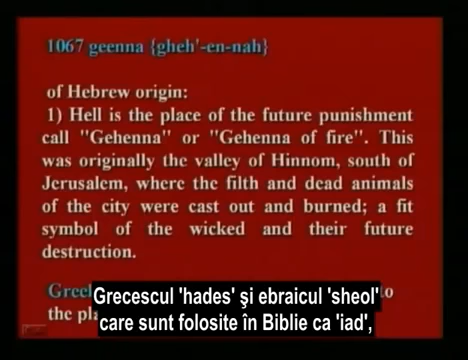 1067 geenna {gheh'-en-nah}
of Hebrew origin:
1) Hell is the place of the future punishment
call "Gehenna" or "Gehenna of fire". This
was originally the valley of Hinnom, south of
Jerusalem, where the filth and dead animals
of the city were cast out and burned; a fit
symbol of the wicked and their future
destruction.
Grecescul 'hades' şi ebraicul 'sheol'
care sunt folosite în Biblie ca 'iad',